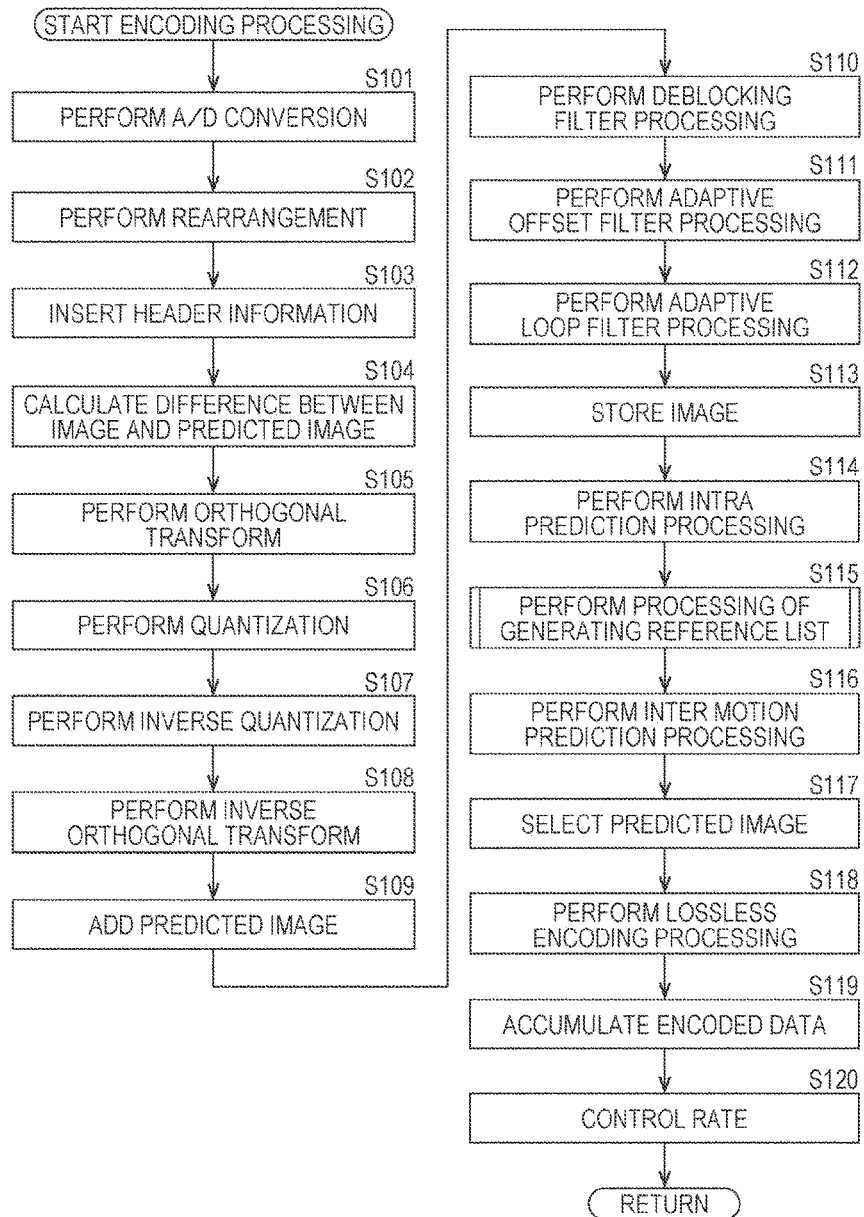 START ENCODING PROCESSING
S101
PERFORM A/D CONVERSION
S102
PERFORM REARRANGEMENT
S103
INSERT HEADER INFORMATION
S104
CALCULATE DIFFERENCE BETWEEN
IMAGE AND PREDICTED IMAGE
S105
PERFORM ORTHOGONAL
TRANSFORM
S106
PERFORM QUANTIZATION
S107
PERFORM INVERSE QUANTIZATION
S108
PERFORM INVERSE
ORTHOGONAL TRANSFORM
S109
ADD PREDICTED IMAGE
S110
PERFORM DEBLOCKING
FILTER PROCESSING
S111
PERFORM ADAPTIVE
OFFSET FILTER PROCESSING
S112
PERFORM ADAPTIVE
LOOP FILTER PROCESSING
S113
STORE IMAGE
S114
PERFORM INTRA
PREDICTION PROCESSING
S115
PERFORM PROCESSING OF
GENERATING REFERENCE LIST
S116
PERFORM INTER MOTION
PREDICTION PROCESSING
S117
SELECT PREDICTED IMAGE
S118
PERFORM LOSSLESS
ENCODING PROCESSING
S119
ACCUMULATE ENCODED DATA
S120
CONTROL RATE
RETURN